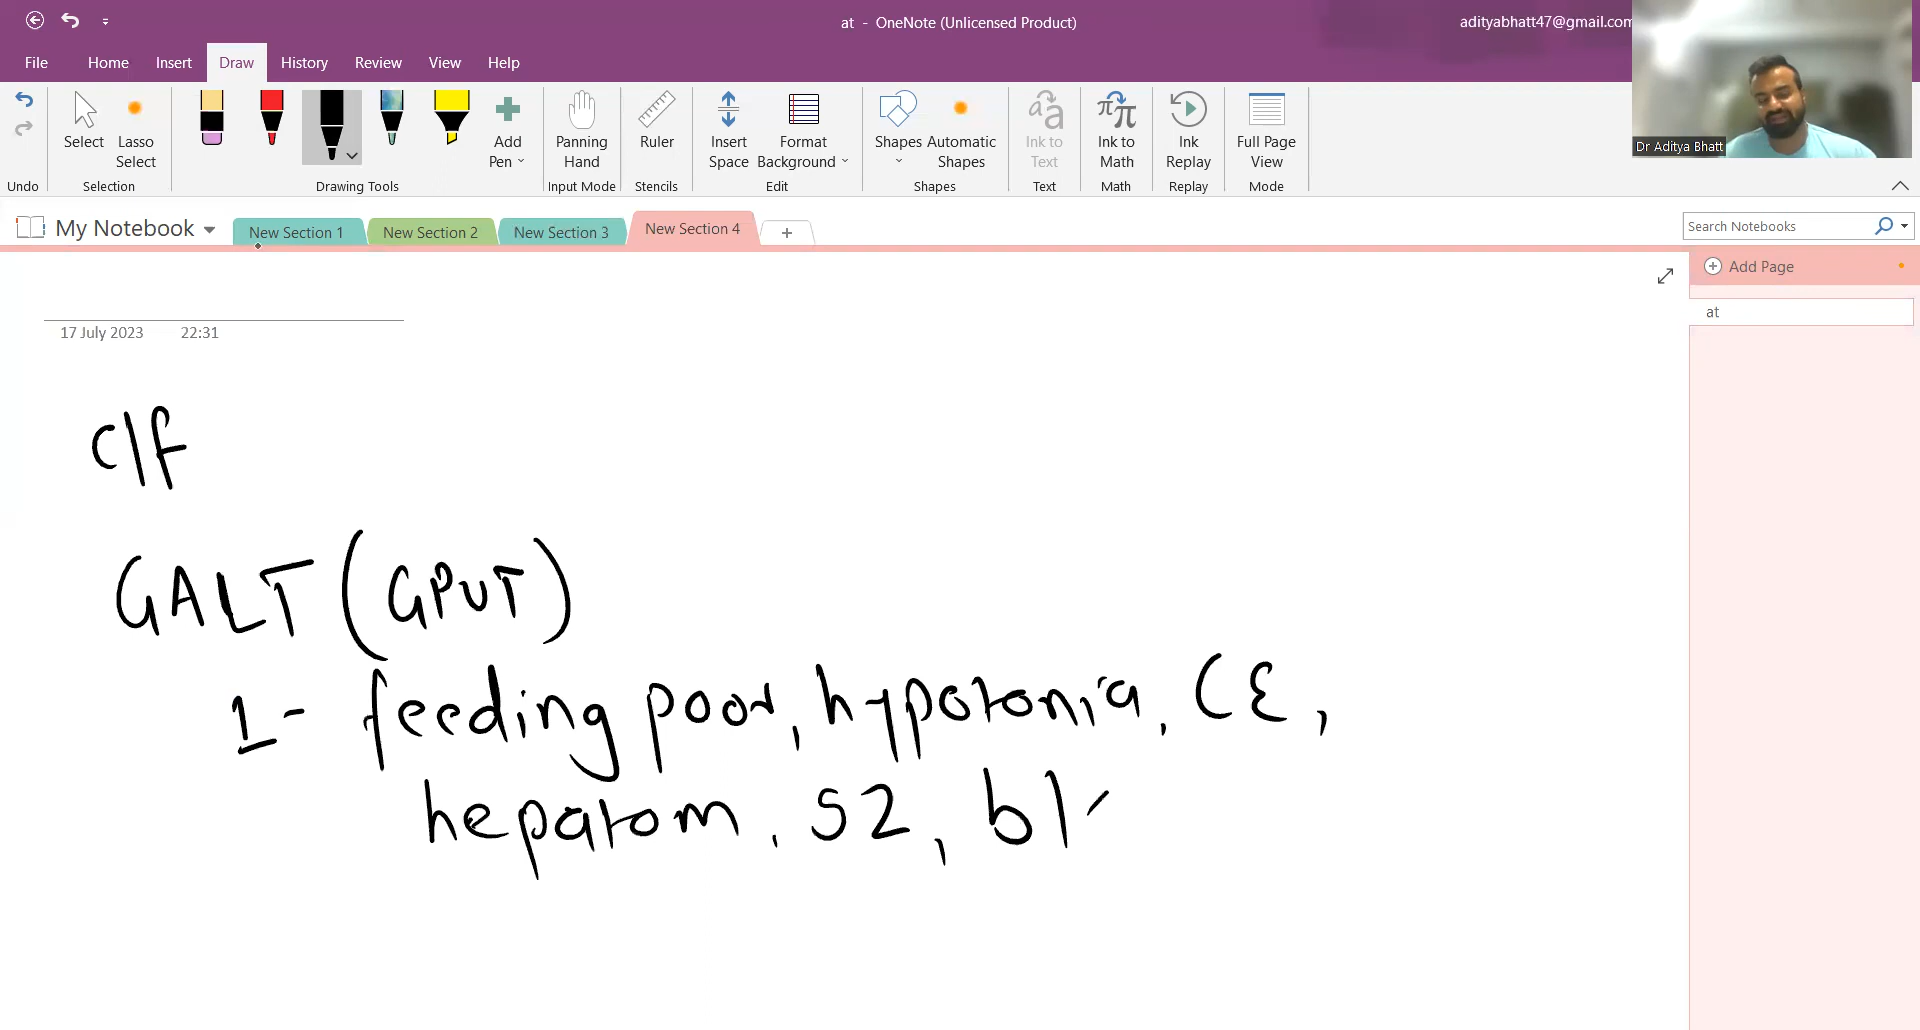 at - OneNote (Unlicensed Product)
adityabhatt47@gmail.com
File Home Insert Draw History Review View Help
Dr Aditya Bhatt
Select Lasso Select Add Pen Panning Hand Ruler Insert Space Format Background Shapes Automatic Shapes Ink to Text Ink to Math Ink Replay Full Page View
Undo Selection Drawing Tools Input Mode Stencils Edit Shapes Text Math Replay Mode
My Notebook New Section 1 New Section 2 New Section 3 New Section 4 Search Notebooks
Add Page
at
17 July 2023 22:31
C/f
GALT (GPUT)
1- feeding poor, hypotonia, CE,
hepatom, SZ, b/